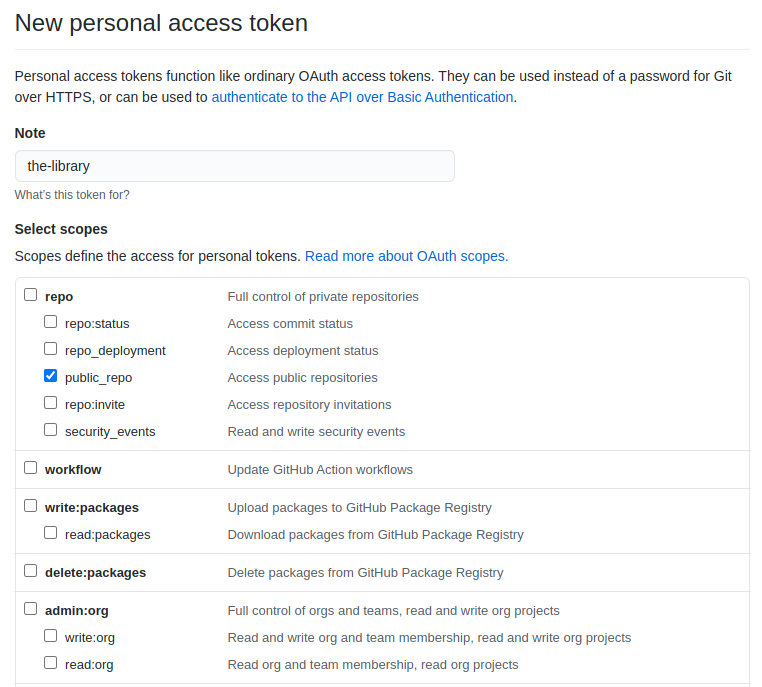 New personal access token
Personal access tokens function like ordinary OAuth access tokens. They can be used instead of a password for Git
over HTTPS, or can be used to authenticate to the API over Basic Authentication.
Note
the-library
What's this token for?
Select scopes
Scopes define the access for personal tokens. Read more about OAuth scopes.
repo Full control of private repositories
repo:status Access commit status
repo_deployment Access deployment status
public_repo Access public repositories
repo:invite Access repository invitations
security_events Read and write security events
workflow Update GitHub Action workflows
write:packages Upload packages to GitHub Package Registry
read:packages Download packages from GitHub Package Registry
delete:packages Delete packages from GitHub Package Registry
admin:org Full control of orgs and teams, read and write org projects
write:org Read and write org and team membership, read and write org projects
read:org Read org and team membership, read org projects